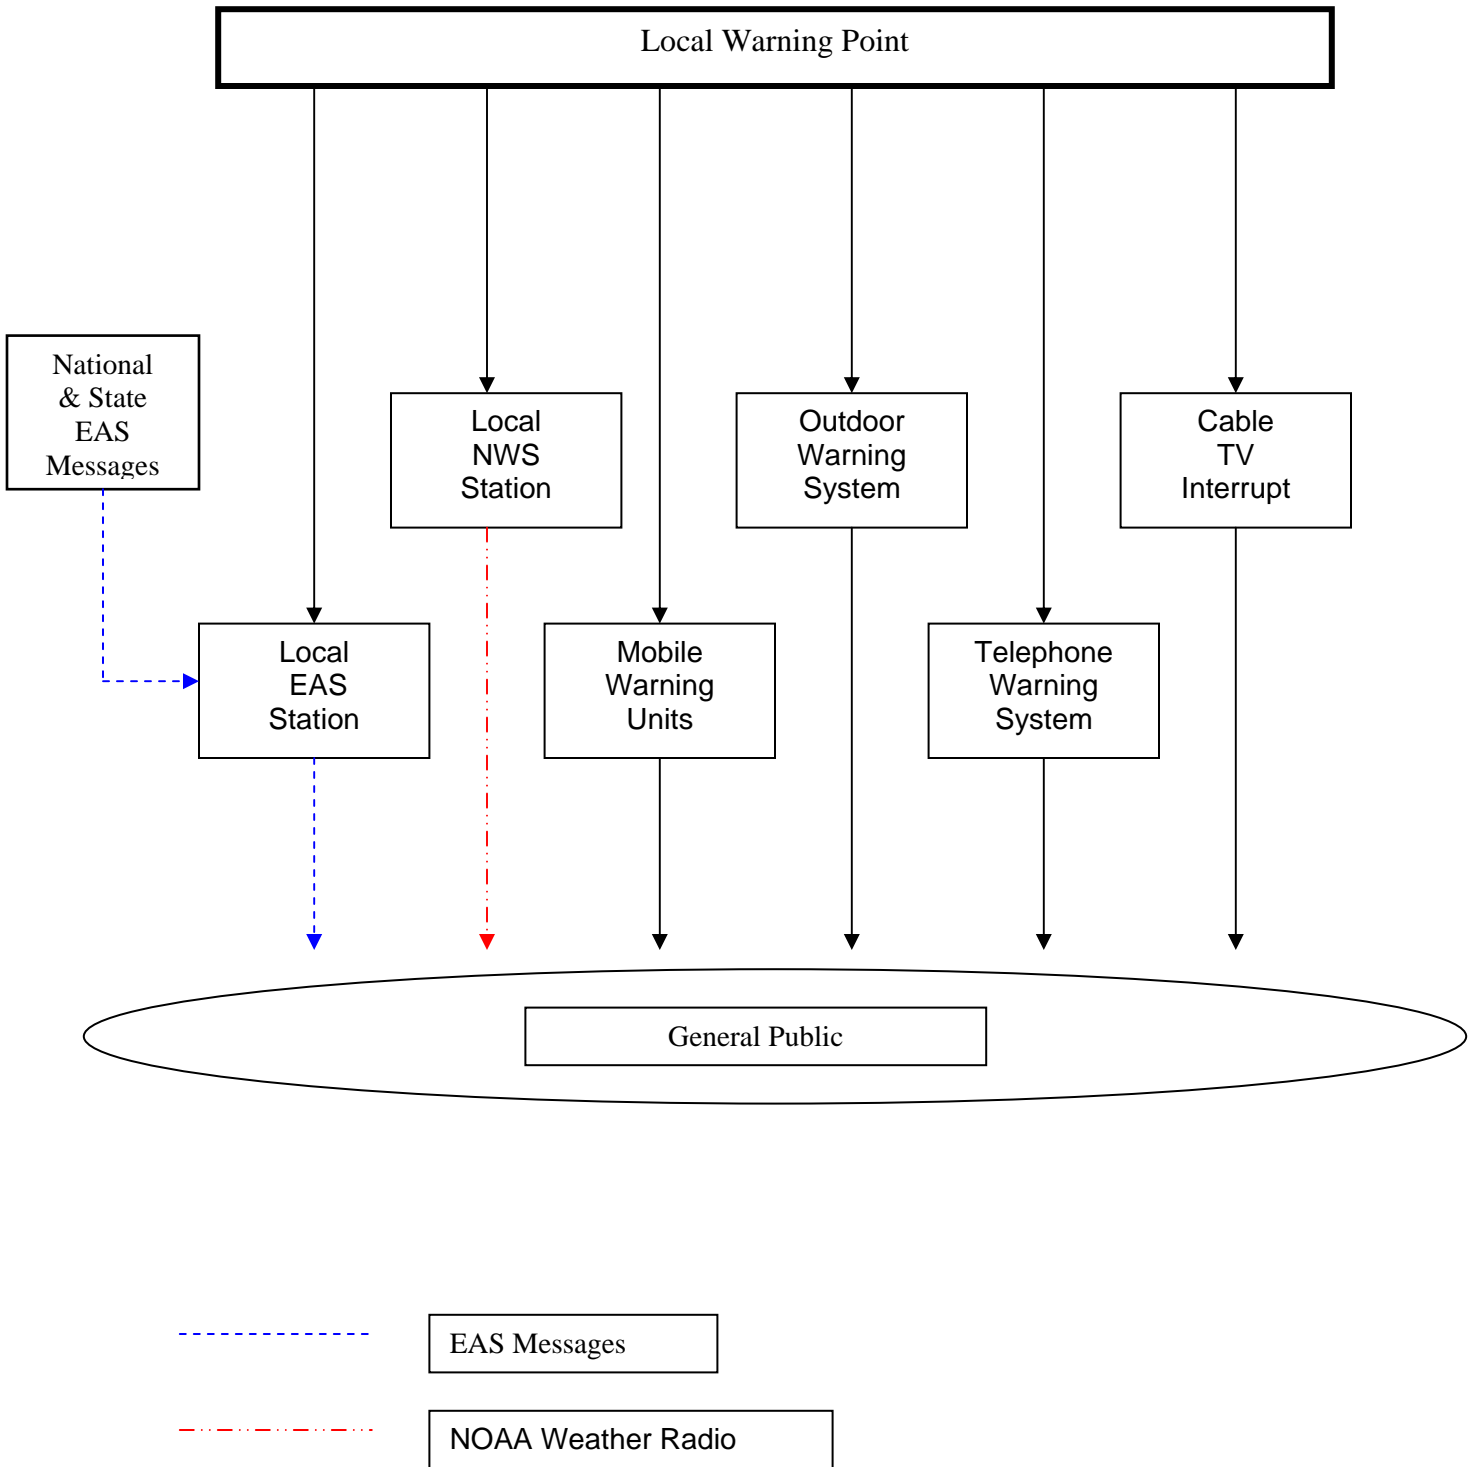 Local Warning Point
National
& State
EAS
Messages
Local
NWS
Station
Outdoor
Warning
System
Cable
TV
Interrupt
Local
EAS
Station
Mobile
Warning
Units
Telephone
Warning
System
General Public
EAS Messages
NOAA Weather Radio